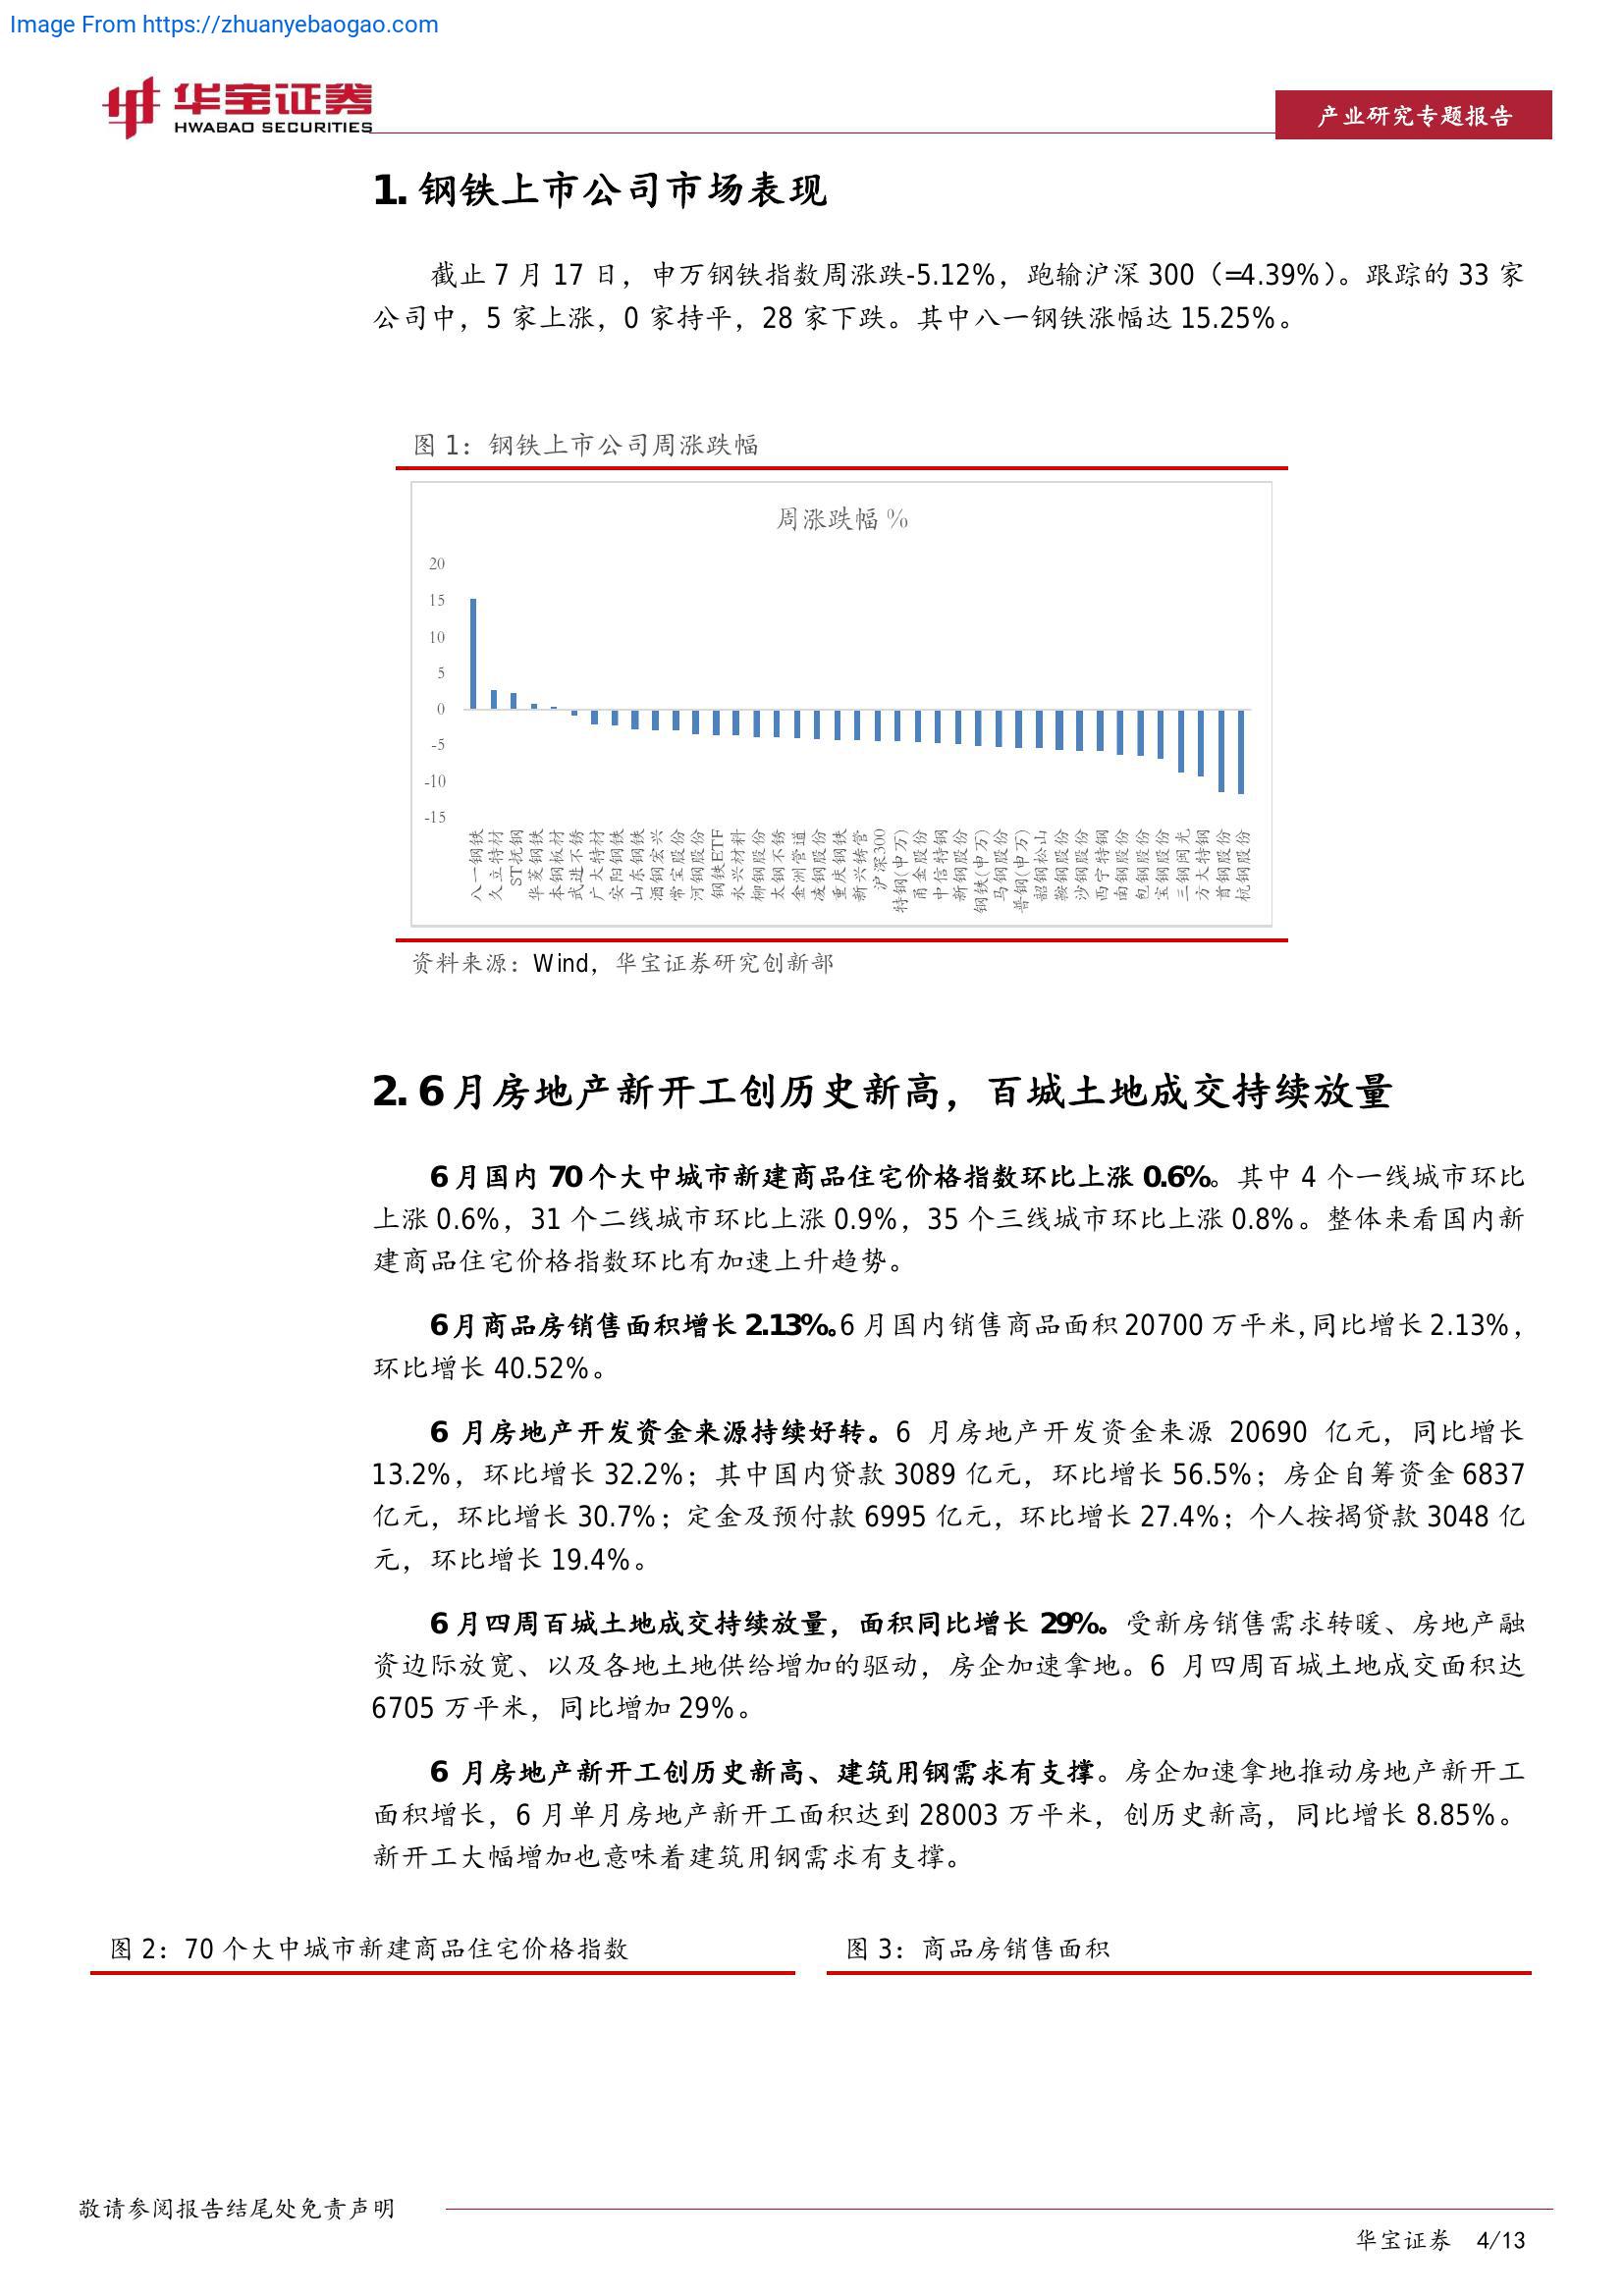 Image From https://zhuanyebaogao.com
华宝证券
HWABAO SECURITIES
产业研究专题报告
1. 钢铁上市公司市场表现
截止 7 月 17 日，申万钢铁指数周涨跌-5.12%，跑输沪深 300（=4.39%）。跟踪的 33 家
公司中，5 家上涨，0 家持平，28 家下跌。其中八一钢铁涨幅达 15.25%。
图 1：钢铁上市公司周涨跌幅
周涨跌幅 %
20
15
10
5
0
-5
-10
-15
八一钢铁
久立特材
ST抚钢
华菱钢铁
本钢板材
武进不锈
广大特材
安阳钢铁
山东钢铁
酒钢宏兴
常宝股份
河钢股份
钢铁ETF
永兴材料
柳钢股份
太钢不锈
金洲管道
凌钢股份
重庆钢铁
新兴铸管
沪深300
特钢(申万)
甬金股份
中信特钢
新钢股份
钢铁(申万)
马钢股份
普钢(申万)
韶钢松山
鞍钢股份
沙钢股份
西宁特钢
南钢股份
包钢股份
宝钢股份
三钢闽光
方大特钢
首钢股份
杭钢股份
资料来源：Wind，华宝证券研究创新部
2. 6 月房地产新开工创历史新高，百城土地成交持续放量
6 月国内 70 个大中城市新建商品住宅价格指数环比上涨 0.6%。其中 4 个一线城市环比
上涨 0.6%，31 个二线城市环比上涨 0.9%，35 个三线城市环比上涨 0.8%。整体来看国内新
建商品住宅价格指数环比有加速上升趋势。
6 月商品房销售面积增长 2.13%。6 月国内销售商品面积 20700 万平米，同比增长 2.13%，
环比增长 40.52%。
6 月房地产开发资金来源持续好转。6 月房地产开发资金来源 20690 亿元，同比增长
13.2%，环比增长 32.2%；其中国内贷款 3089 亿元，环比增长 56.5%；房企自筹资金 6837
亿元，环比增长 30.7%；定金及预付款 6995 亿元，环比增长 27.4%；个人按揭贷款 3048 亿
元，环比增长 19.4%。
6 月四周百城土地成交持续放量，面积同比增长 29%。受新房销售需求转暖、房地产融
资边际放宽、以及各地土地供给增加的驱动，房企加速拿地。6 月四周百城土地成交面积达
6705 万平米，同比增加 29%。
6 月房地产新开工创历史新高、建筑用钢需求有支撑。房企加速拿地推动房地产新开工
面积增长，6 月单月房地产新开工面积达到 28003 万平米，创历史新高，同比增长 8.85%。
新开工大幅增加也意味着建筑用钢需求有支撑。
图 2：70 个大中城市新建商品住宅价格指数
图 3：商品房销售面积
敬请参阅报告结尾处免责声明
华宝证券 4/13